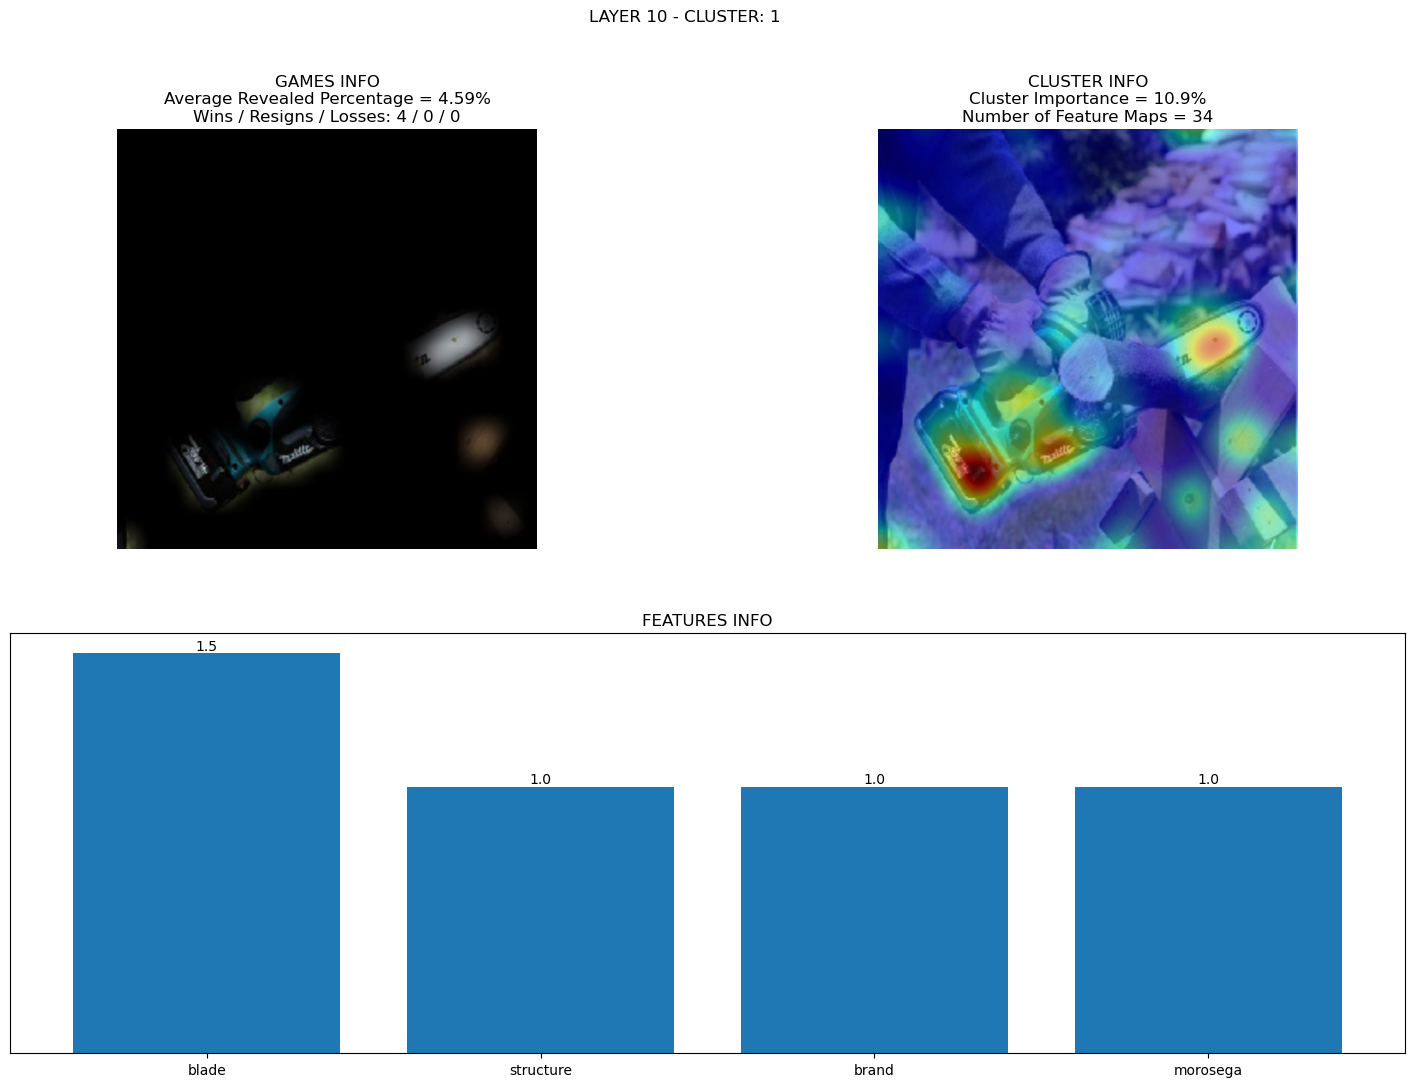 LAYER 10 - CLUSTER: 1
GAMES INFO
Average Revealed Percentage = 4.59%
Wins / Resigns / Losses: 4 / 0 / 0
CLUSTER INFO
Cluster Importance = 10.9%
Number of Feature Maps = 34
FEATURES INFO
1.5
1.0
1.0
1.0
blade
structure
brand
morosega